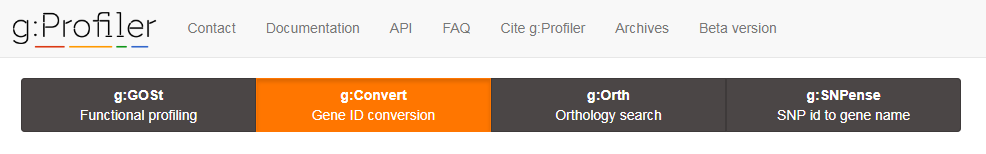 g:Profiler Contact Documentation API FAQ Cite g:Profiler Archives Beta version
g:GOSt g:Convert g:Orth g:SNPense
Functional profiling Gene ID conversion Orthology search SNP id to gene name